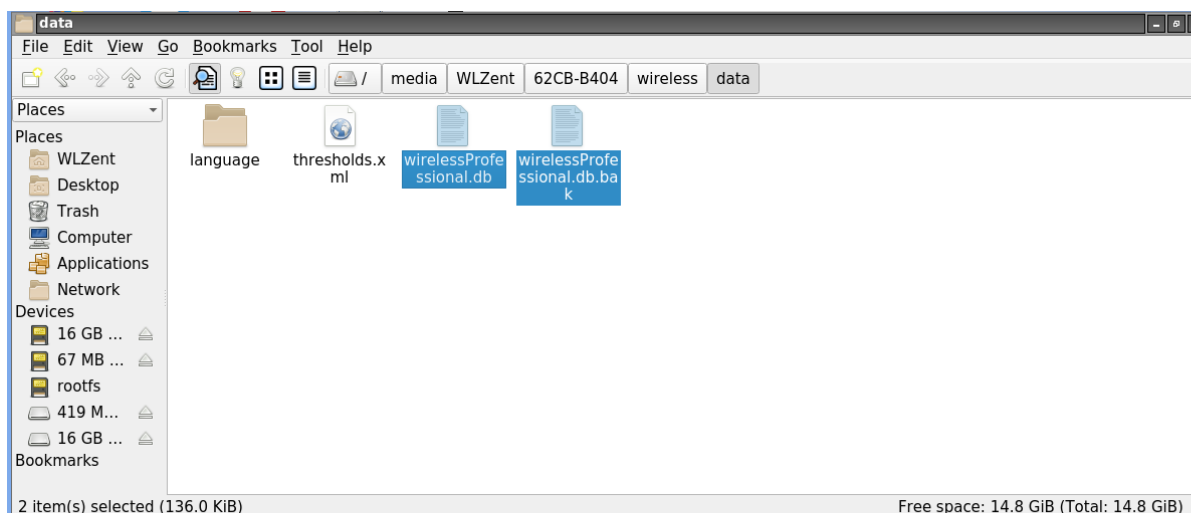 data
File Edit View Go Bookmarks Tool Help
/ media WLZent 62CB-B404 wireless data
Places
Places
WLZent
Desktop
Trash
Computer
Applications
Network
Devices
16 GB ...
67 MB ...
rootfs
419 M...
16 GB ...
Bookmarks
language
thresholds.x
ml
wirelessProfe
ssional.db
wirelessProfe
ssional.db.ba
k
2 item(s) selected (136.0 KiB)
Free space: 14.8 GiB (Total: 14.8 GiB)